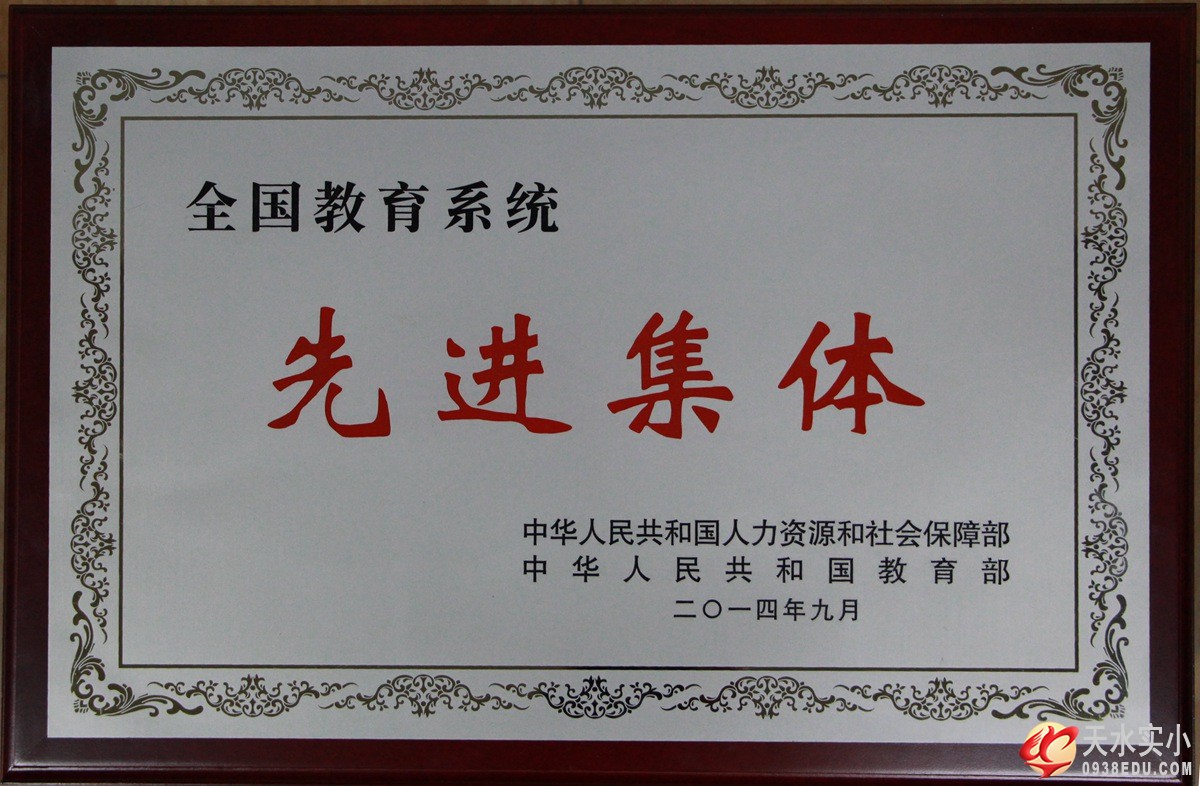 全国教育系统
先进集体
中华人民共和国人力资源和社会保障部
中华人民共和国教育部
二〇一四年九月
天水实小
0938EDU.COM